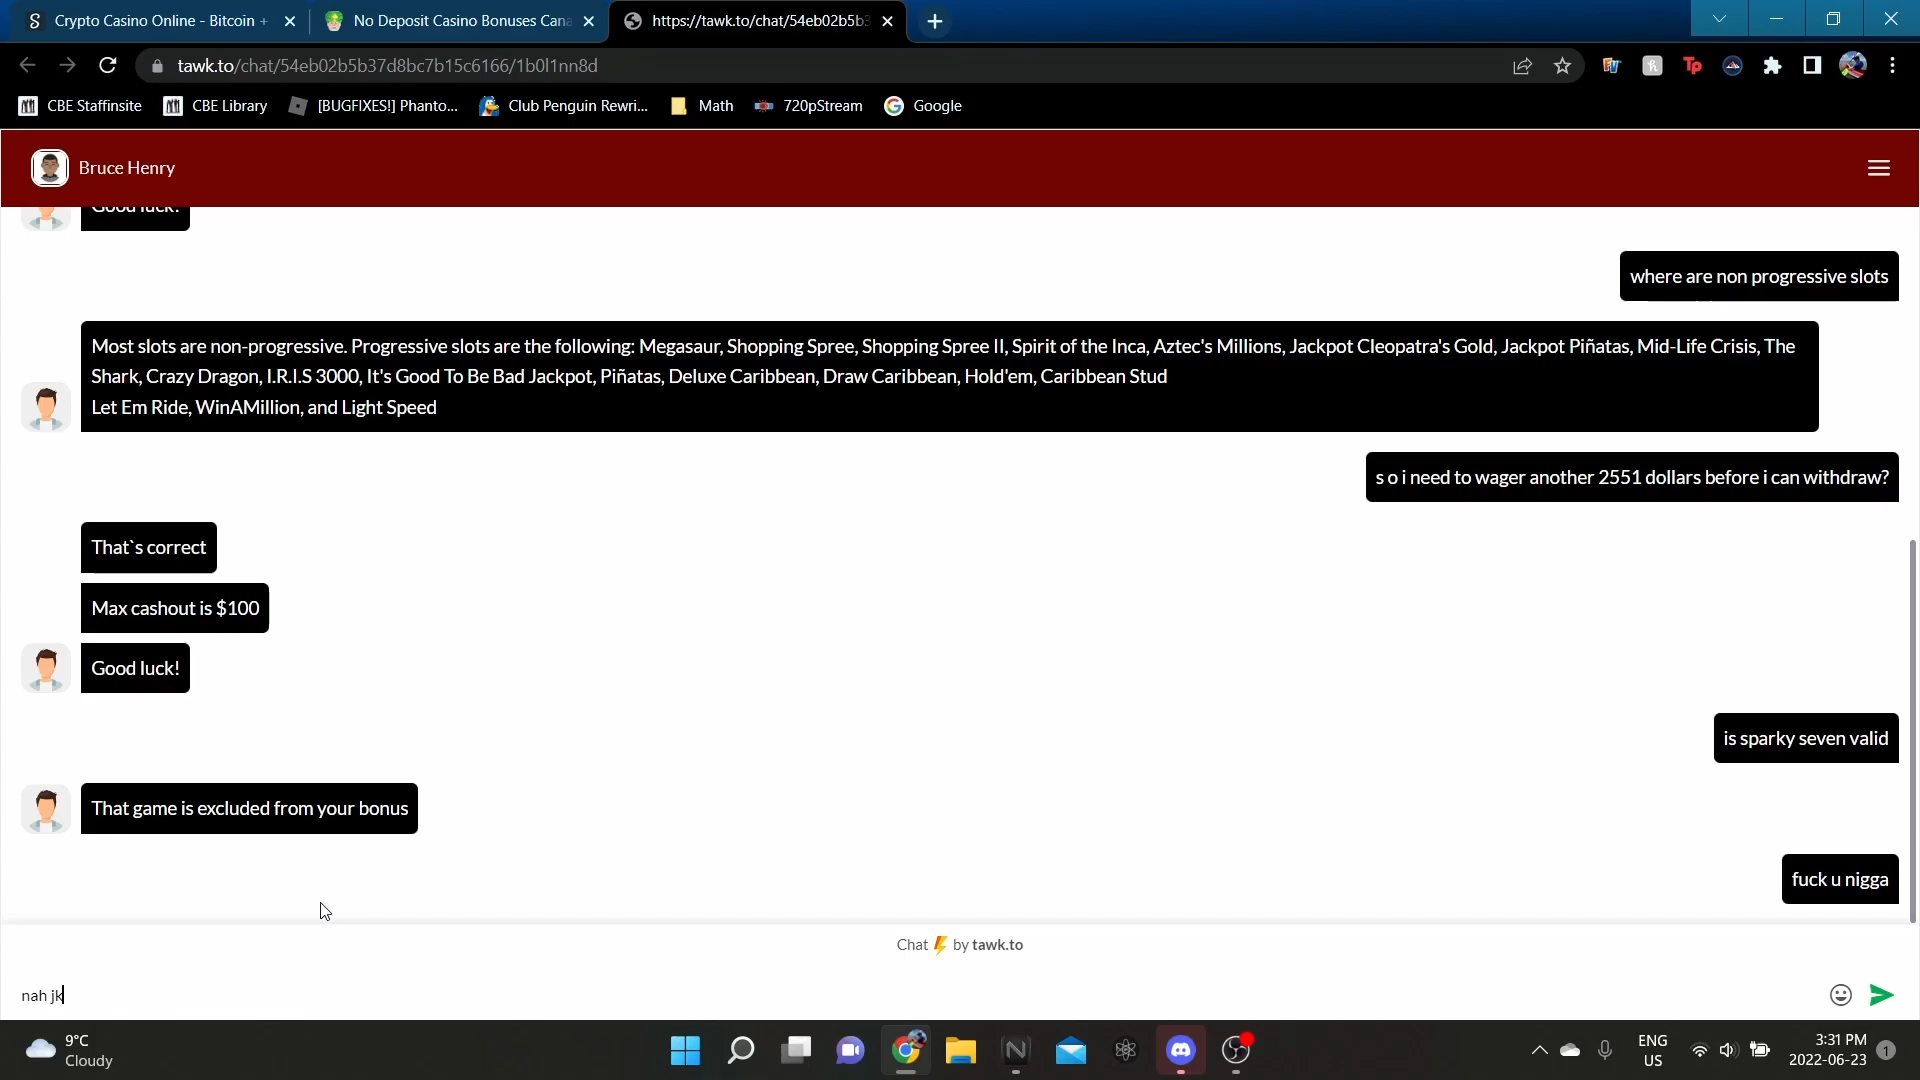 Crypto Casino Online - Bitcoin +
No Deposit Casino Bonuses Cana
https://tawk.to/chat/54eb02b5b3
tawk.to/chat/54eb02b5b37d8bc7b15c6166/1b0l1nn8d
CBE Staffinsite
CBE Library
[BUGFIXES!] Phanto...
Club Penguin Rewri...
Math
720pStream
Google
Bruce Henry
Good luck!
where are non progressive slots
Most slots are non-progressive. Progressive slots are the following: Megasaur, Shopping Spree, Shopping Spree II, Spirit of the Inca, Aztec's Millions, Jackpot Cleopatra's Gold, Jackpot Piñatas, Mid-Life Crisis, The
Shark, Crazy Dragon, I.R.I.S 3000, It's Good To Be Bad Jackpot, Piñatas, Deluxe Caribbean, Draw Caribbean, Hold'em, Caribbean Stud
Let Em Ride, WinAMillion, and Light Speed
s o i need to wager another 2551 dollars before i can withdraw?
That`s correct
Max cashout is $100
Good luck!
is sparky seven valid
That game is excluded from your bonus
fuck u nigga
Chat by tawk.to
nah jk
9°C
Cloudy
ENG
US
3:31 PM
2022-06-23
1